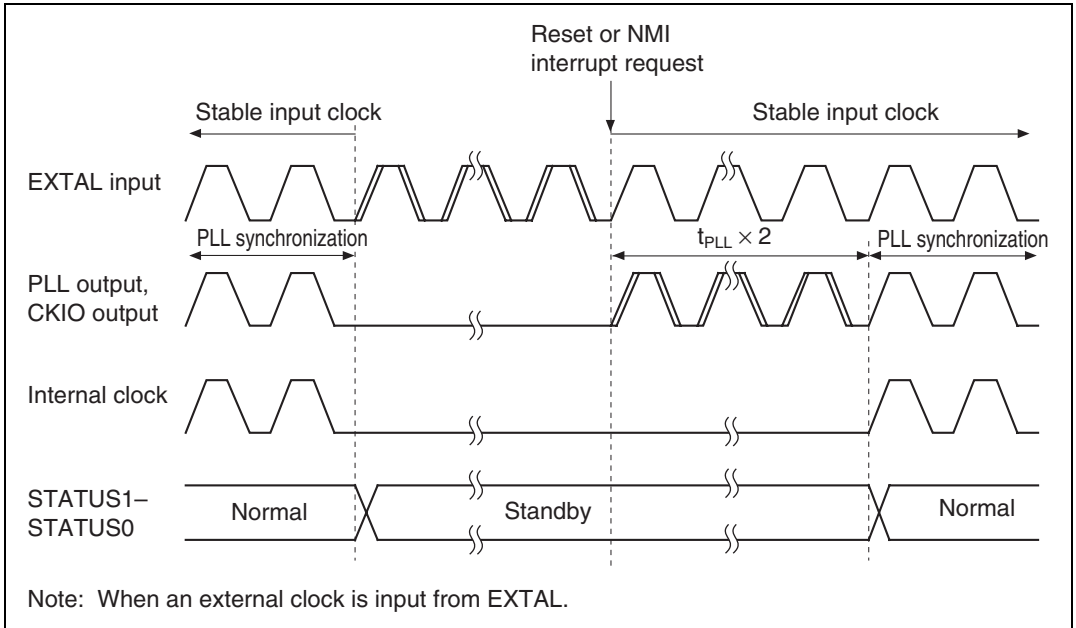 Reset or NMI
interrupt request
Stable input clock
Stable input clock
EXTAL input
PLL synchronization
tPLL × 2
PLL synchronization
PLL output,
CKIO output
Internal clock
STATUS1–
STATUS0
Normal
Standby
Normal
Note: When an external clock is input from EXTAL.